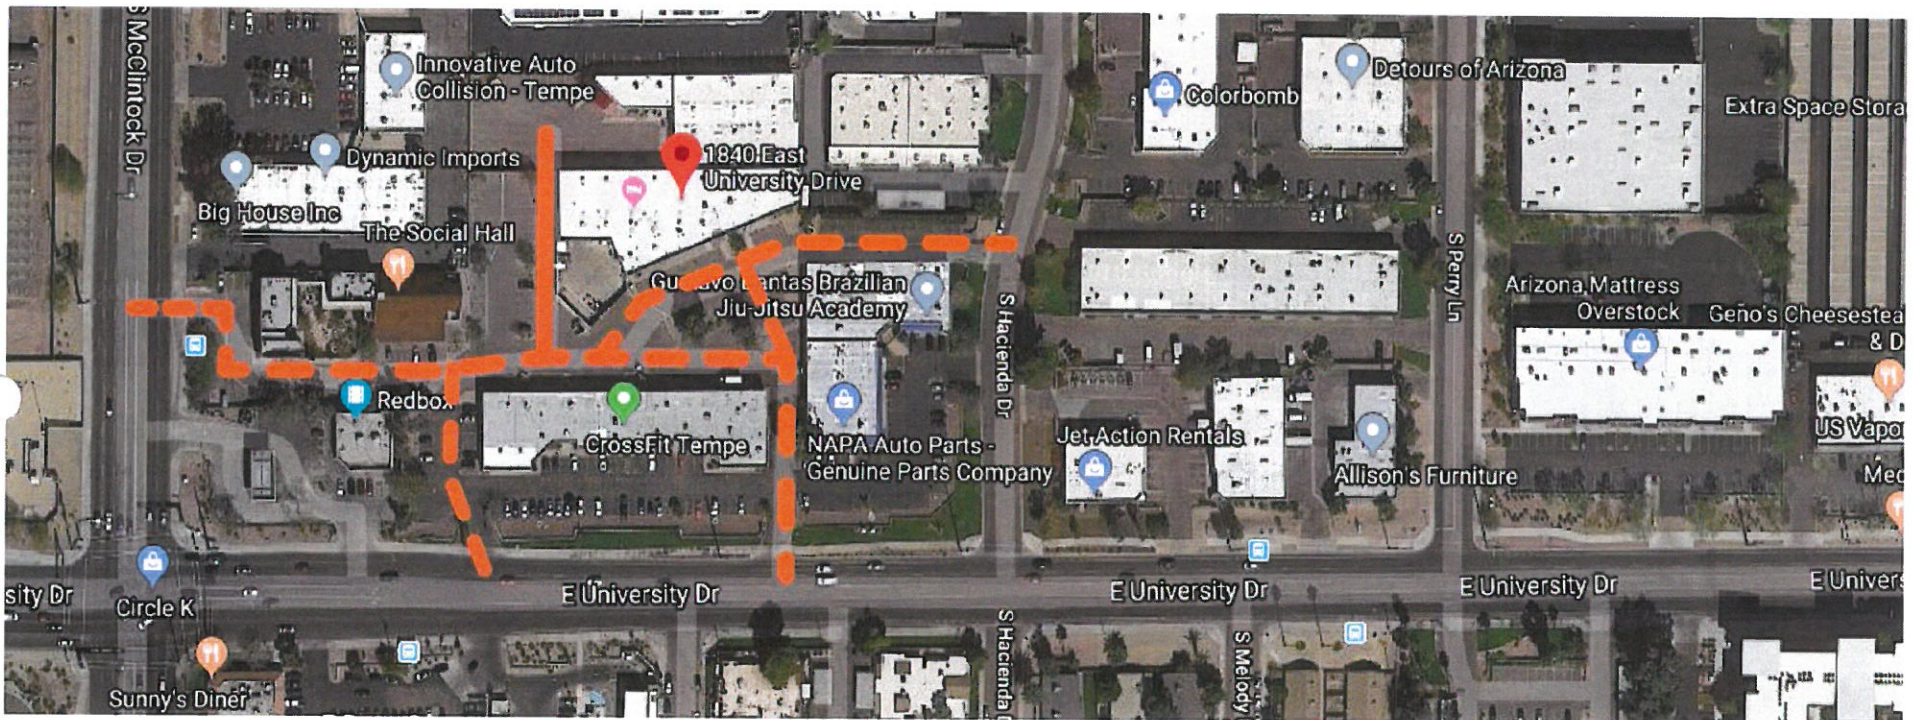 S McClintock Dr
Innovative Auto
Collision - Tempe
Dynamic Imports
Big House Inc
The Social Hall
1840 East
University Drive
Colorbomb
Detours of Arizona
Extra Space Stora
Gustavo Dantas Brazilian
Jiu-Jitsu Academy
S Hacienda Dr
S Perry Ln
Arizona Mattress
Overstock
Geno's Cheesestea
& D
Redbox
CrossFit Tempe
NAPA Auto Parts -
Genuine Parts Company
Jet Action Rentals
Allison's Furniture
US Vapor
Med
sity Dr
Circle K
E University Dr
E University Dr
E University Dr
E Univers
Sunny's Diner
S Hacienda
S Melody